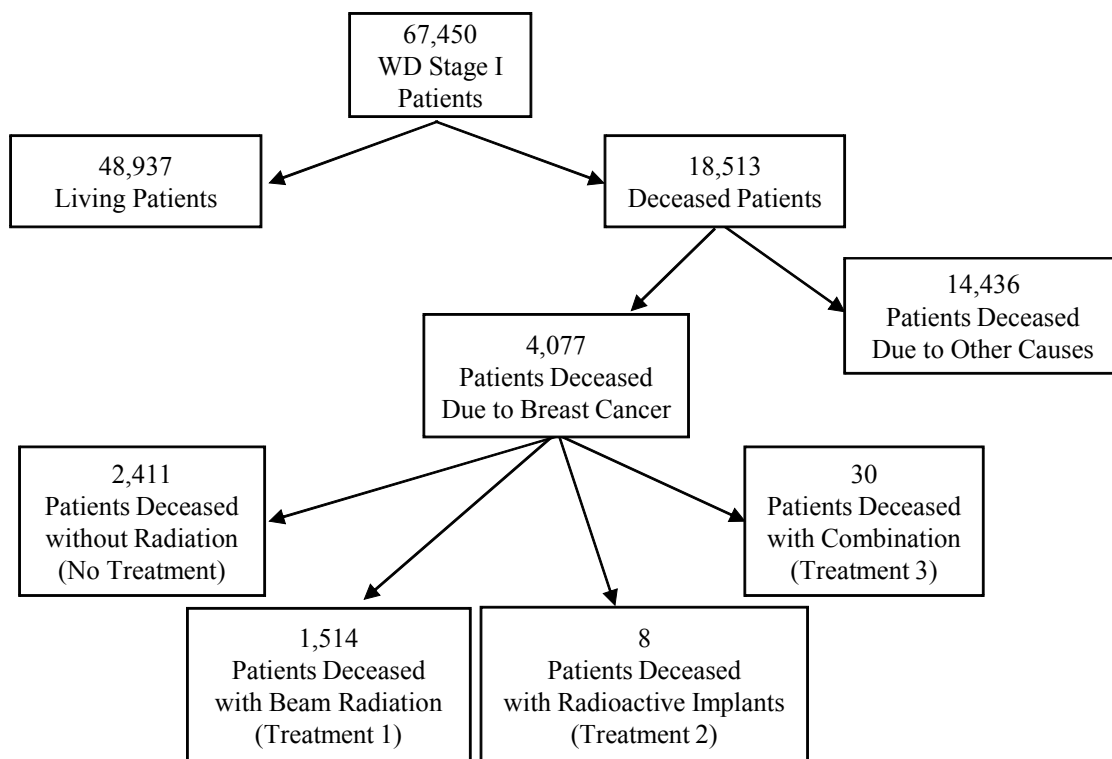 67,450
WD Stage I
Patients
48,937
Living Patients
18,513
Deceased Patients
14,436
Patients Deceased
Due to Other Causes
4,077
Patients Deceased
Due to Breast Cancer
2,411
Patients Deceased
without Radiation
(No Treatment)
30
Patients Deceased
with Combination
(Treatment 3)
1,514
Patients Deceased
with Beam Radiation
(Treatment 1)
8
Patients Deceased
with Radioactive Implants
(Treatment 2)